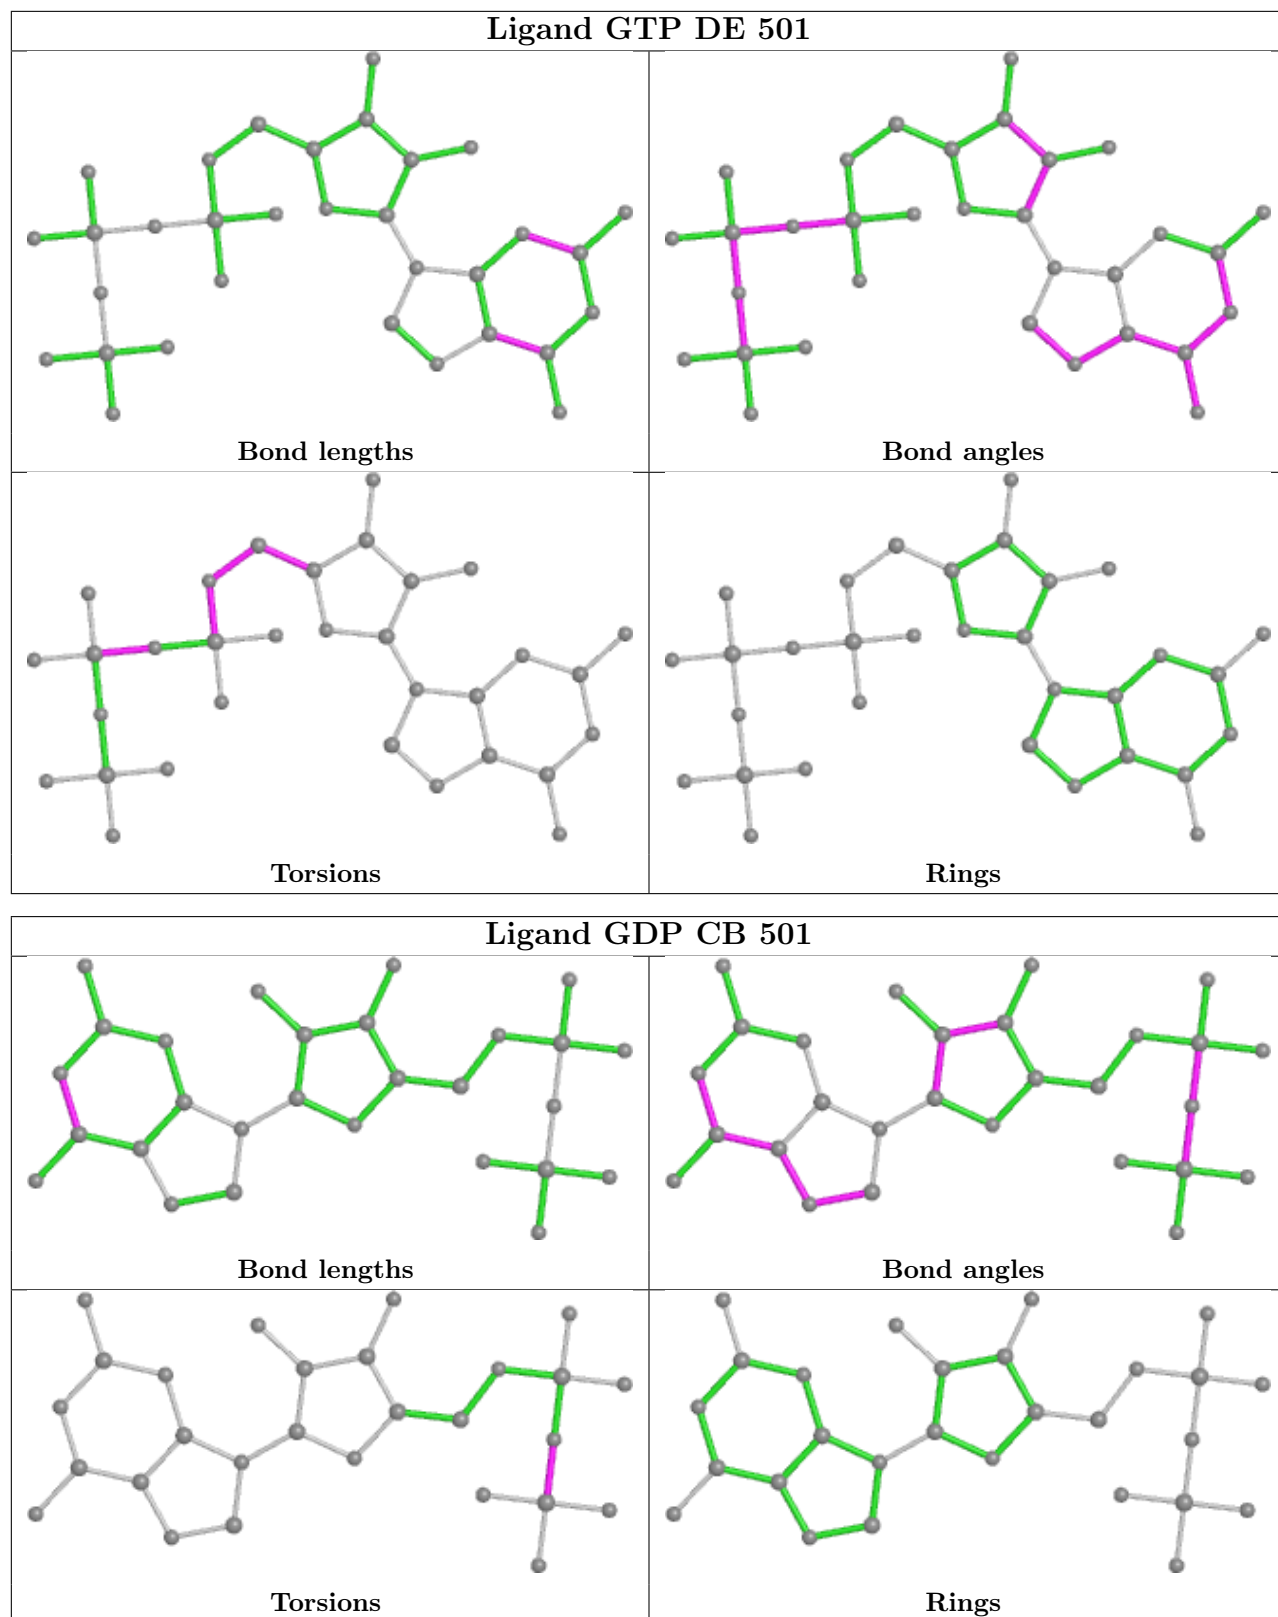 Ligand GTP DE 501
Bond lengths
Bond angles
Torsions
Rings
Ligand GDP CB 501
Bond lengths
Bond angles
Torsions
Rings